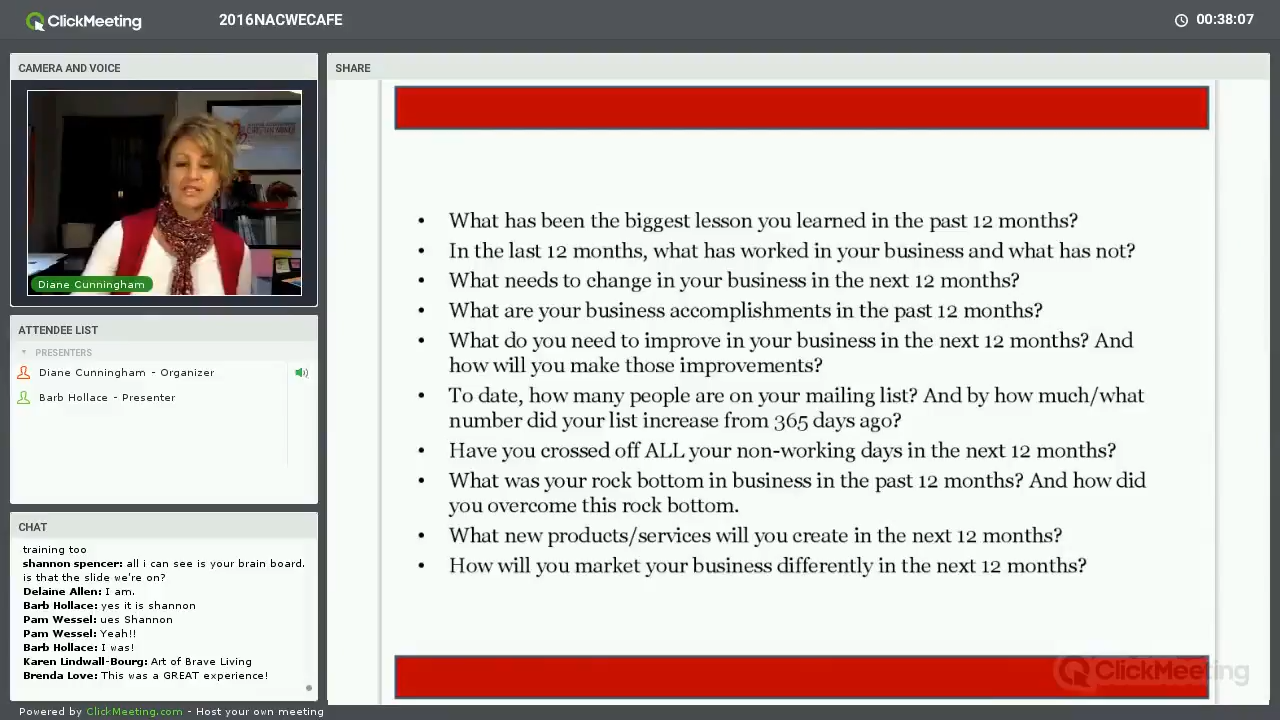 ClickMeeting
2016NACWECAFE
00:38:07
CAMERA AND VOICE
Diane Cunningham
ATTENDEE LIST
PRESENTERS
Diane Cunningham - Organizer
Barb Hollace - Presenter
CHAT
training too
shannon spencer: all i can see is your brain board.
is that the slide we're on?
Delaine Allen: I am.
Barb Hollace: yes it is shannon
Pam Wessel: ues Shannon
Pam Wessel: Yeah!!
Barb Hollace: I was!
Karen Lindwall-Bourg: Art of Brave Living
Brenda Love: This was a GREAT experience!
SHARE
• What has been the biggest lesson you learned in the past 12 months?
• In the last 12 months, what has worked in your business and what has not?
• What needs to change in your business in the next 12 months?
• What are your business accomplishments in the past 12 months?
• What do you need to improve in your business in the next 12 months? And
how will you make those improvements?
• To date, how many people are on your mailing list? And by how much/what
number did your list increase from 365 days ago?
• Have you crossed off ALL your non-working days in the next 12 months?
• What was your rock bottom in business in the past 12 months? And how did
you overcome this rock bottom.
• What new products/services will you create in the next 12 months?
• How will you market your business differently in the next 12 months?
ClickMeeting
Powered by ClickMeeting.com - Host your own meeting